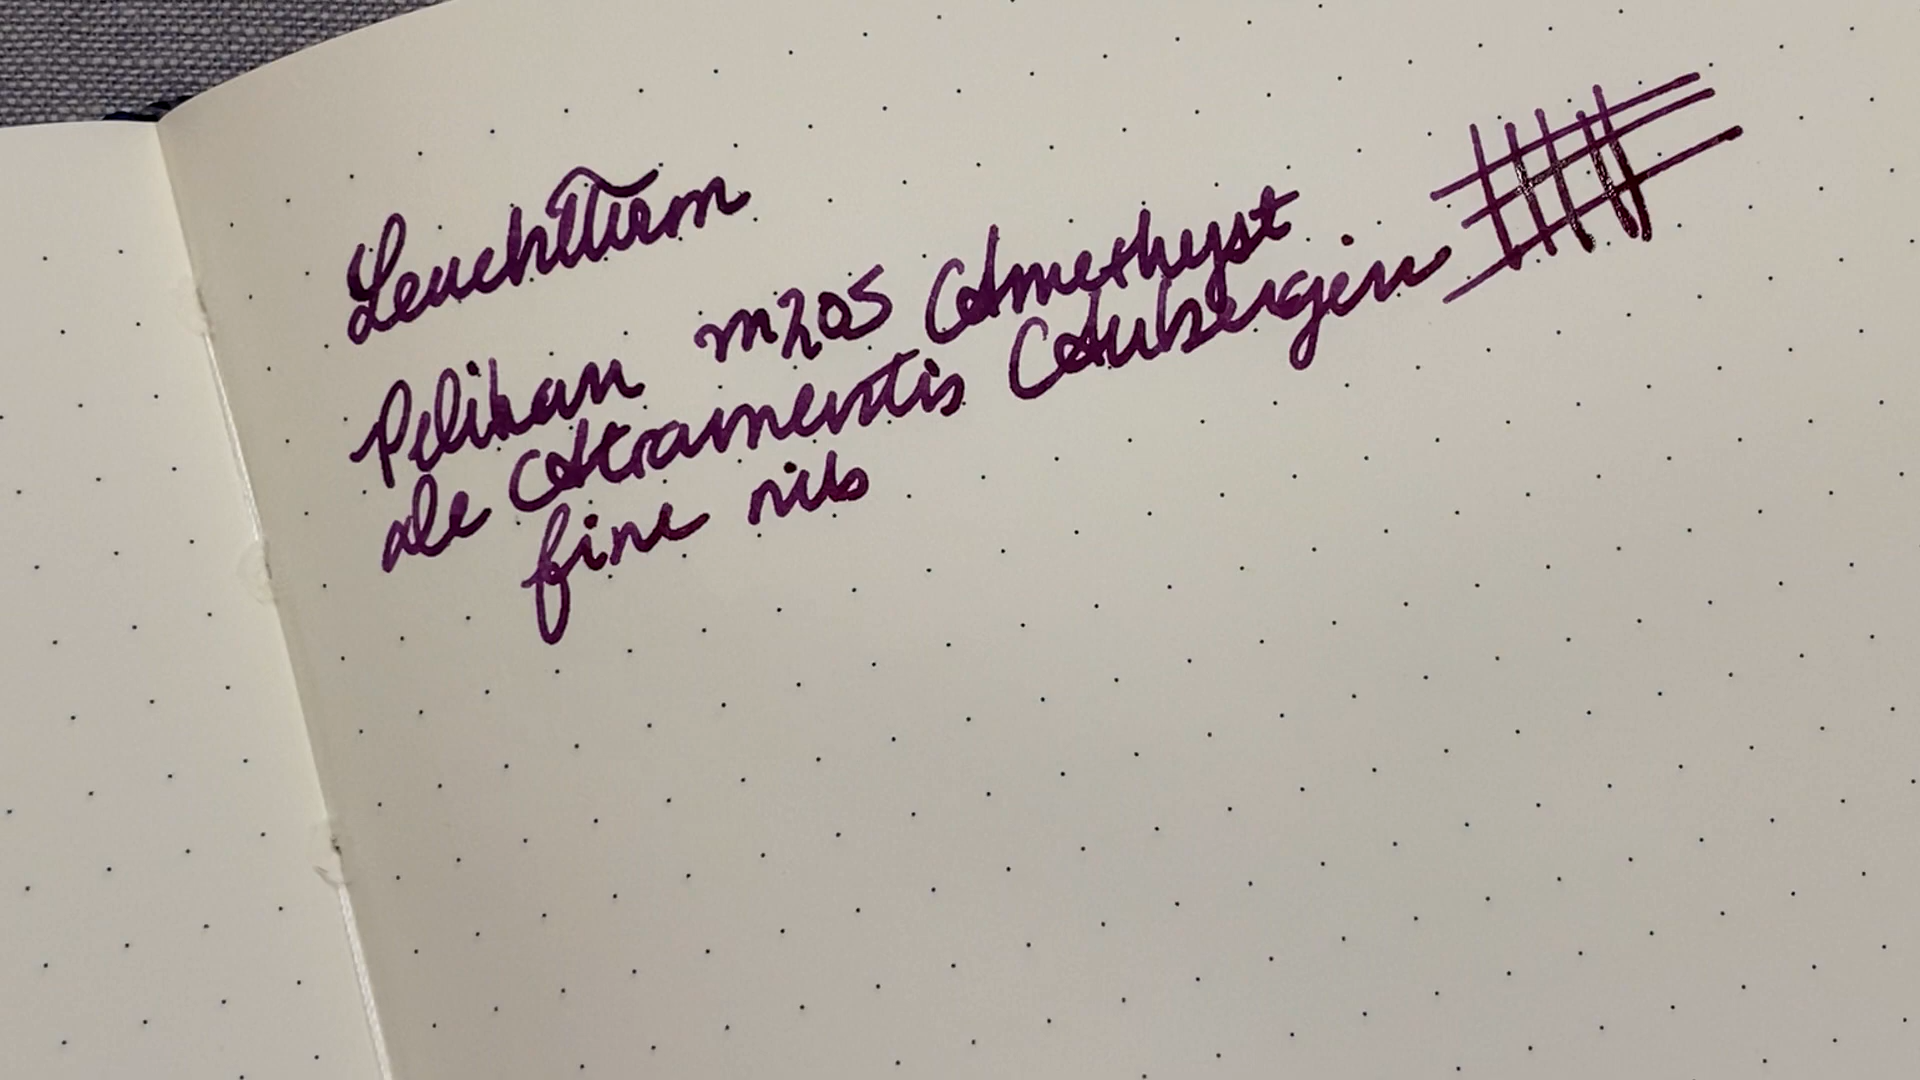 Leuchtturm
Pelikan m205 Amethyst
de Atramentis Aubergine
fine nib